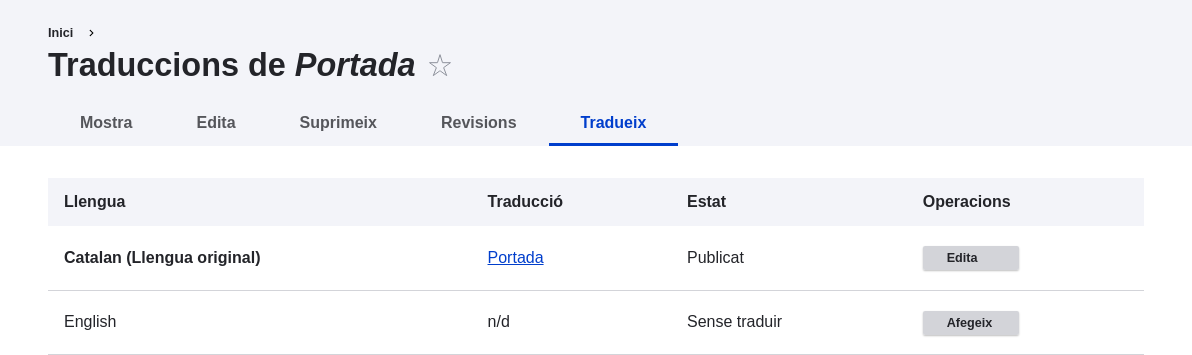 Inici ›
Traduccions de Portada ☆
Mostra Edita Suprimeix Revisions Tradueix
Llengua Traducció Estat Operacions
Catalan (Llengua original) Portada Publicat Edita
English n/d Sense traduir Afegeix